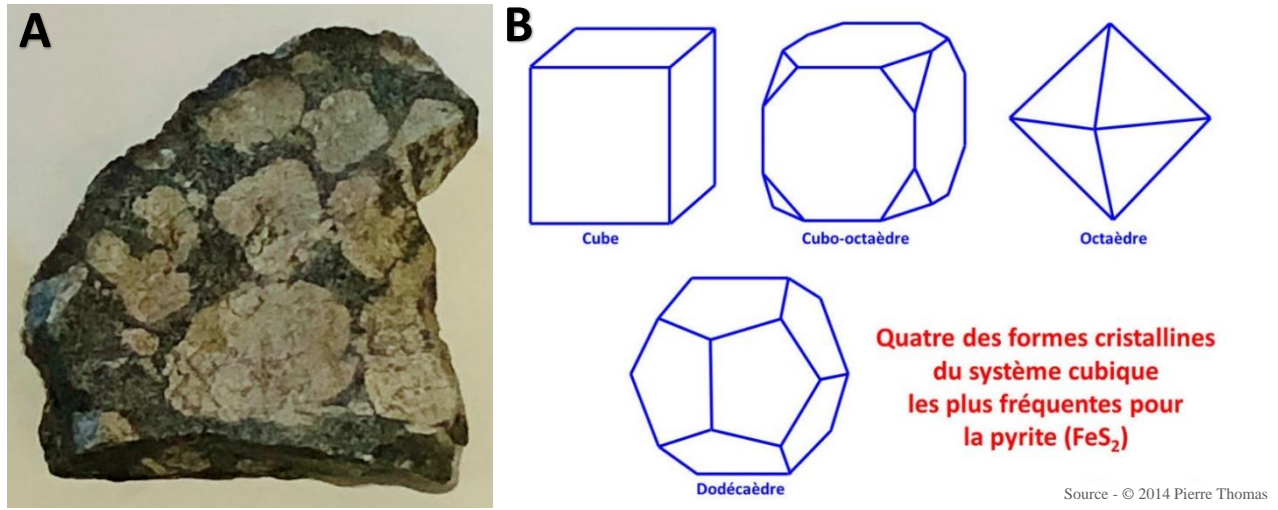 A
B
Cube
Cubo-octaèdre
Octaèdre
Dodécaèdre
Quatre des formes cristallines
du système cubique
les plus fréquentes pour
la pyrite (FeS₂)
Source - © 2014 Pierre Thomas